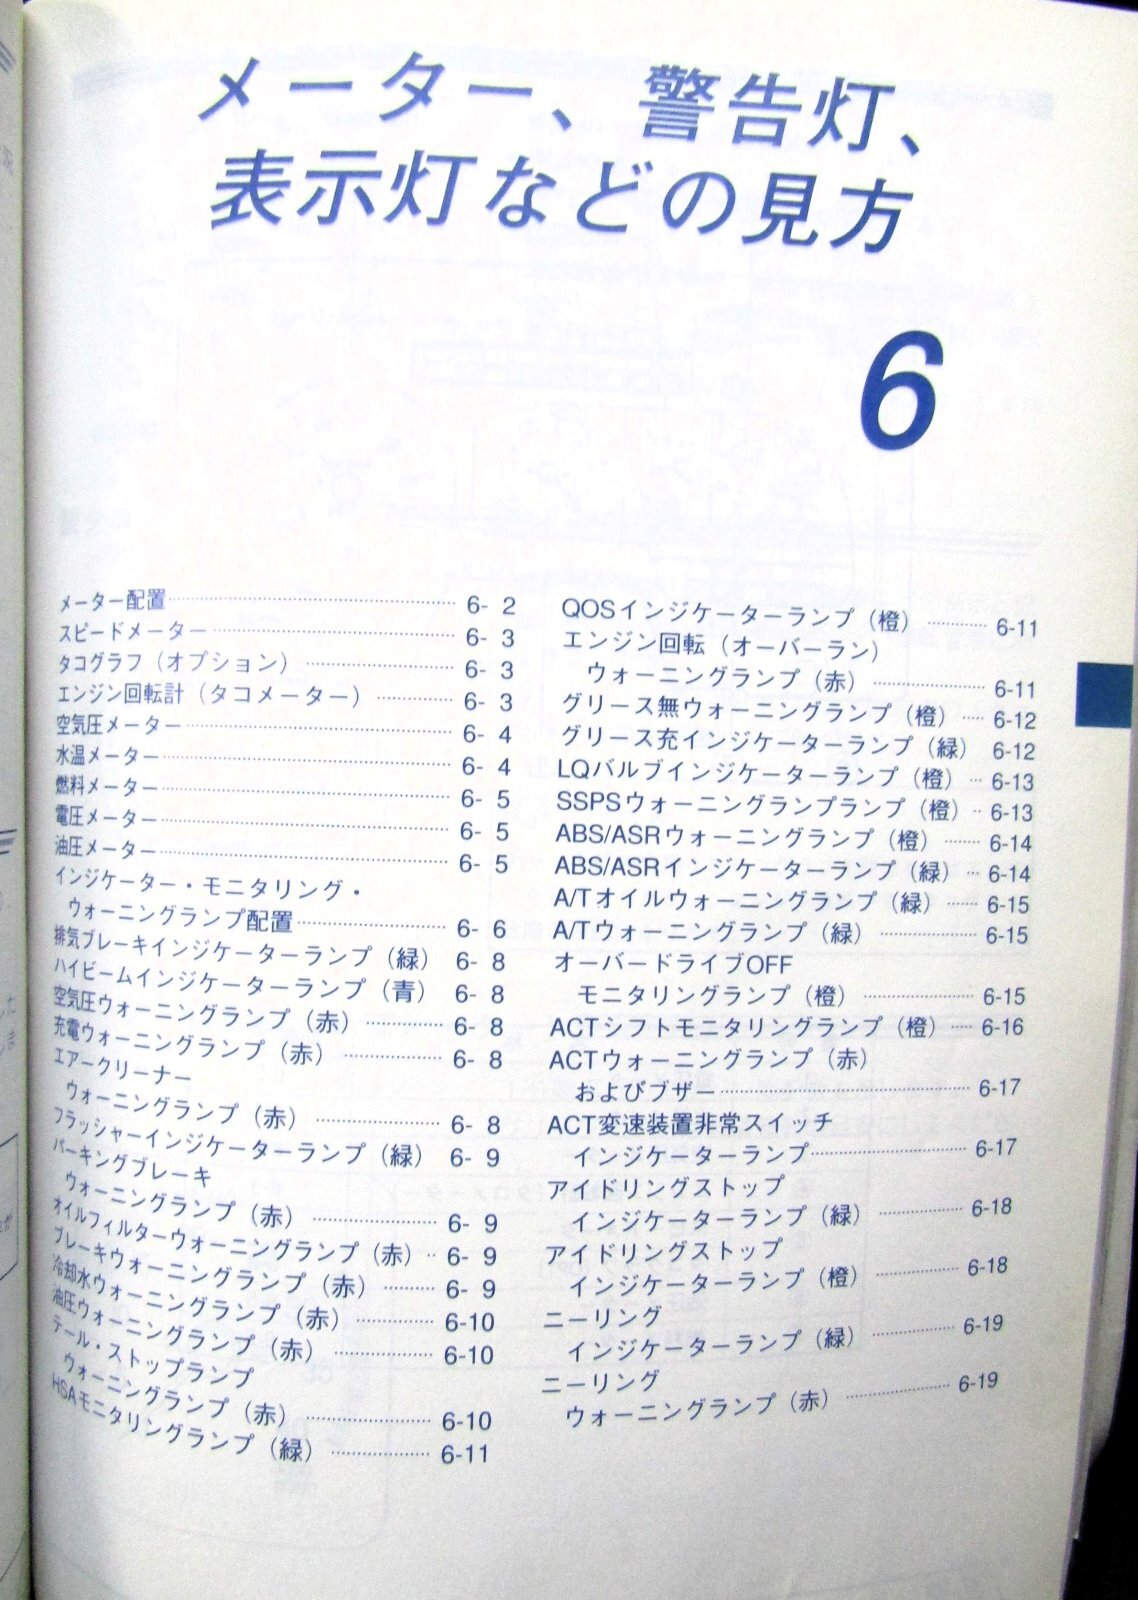 メーター、警告灯、
表示灯などの見方
6
メーター配置 6- 2
スピードメーター 6- 3
タコグラフ（オプション） 6- 3
エンジン回転計（タコメーター） 6- 3
空気圧メーター 6- 4
水温メーター 6- 4
燃料メーター 6- 5
電圧メーター 6- 5
油圧メーター 6- 5
インジケーター・モニタリング・
ウォーニングランプ配置 6- 6
排気ブレーキインジケーターランプ（緑） 6- 8
ハイビームインジケーターランプ（青） 6- 8
空気圧ウォーニングランプ（赤） 6- 8
充電ウォーニングランプ（赤） 6- 8
エアークリーナー
ウォーニングランプ（赤） 6- 8
フラッシャーインジケーターランプ（緑） 6- 9
パーキングブレーキ
ウォーニングランプ（赤） 6- 9
オイルフィルターウォーニングランプ（赤） 6- 9
ブレーキウォーニングランプ（赤） 6- 9
冷却水ウォーニングランプ（赤） 6-10
油圧ウォーニングランプ（赤） 6-10
テール・ストップランプ
ウォーニングランプ（赤） 6-10
HSAモニタリングランプ（緑） 6-11
QOSインジケーターランプ（橙） 6-11
エンジン回転（オーバーラン）
ウォーニングランプ（赤） 6-11
グリース無ウォーニングランプ（橙） 6-12
グリース充インジケーターランプ（緑） 6-12
LQバルブインジケーターランプ（橙） 6-13
SSPSウォーニングランプランプ（橙） 6-13
ABS/ASRウォーニングランプ（橙） 6-14
ABS/ASRインジケーターランプ（緑） 6-14
A/Tオイルウォーニングランプ（緑） 6-15
A/Tウォーニングランプ（緑） 6-15
オーバードライブOFF
モニタリングランプ（橙） 6-15
ACTシフトモニタリングランプ（橙） 6-16
ACTウォーニングランプ（赤）
およびブザー 6-17
ACT変速装置非常スイッチ
インジケーターランプ 6-17
アイドリングストップ
インジケーターランプ（緑） 6-18
アイドリングストップ
インジケーターランプ（橙） 6-18
ニーリング
インジケーターランプ（緑） 6-19
ニーリング
ウォーニングランプ（赤） 6-19